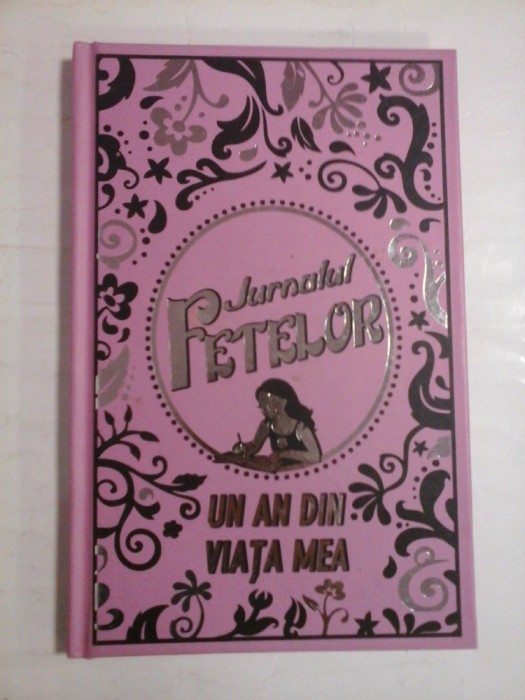 Jurnalul
FETELOR
UN AN DIN
VIAȚA MEA